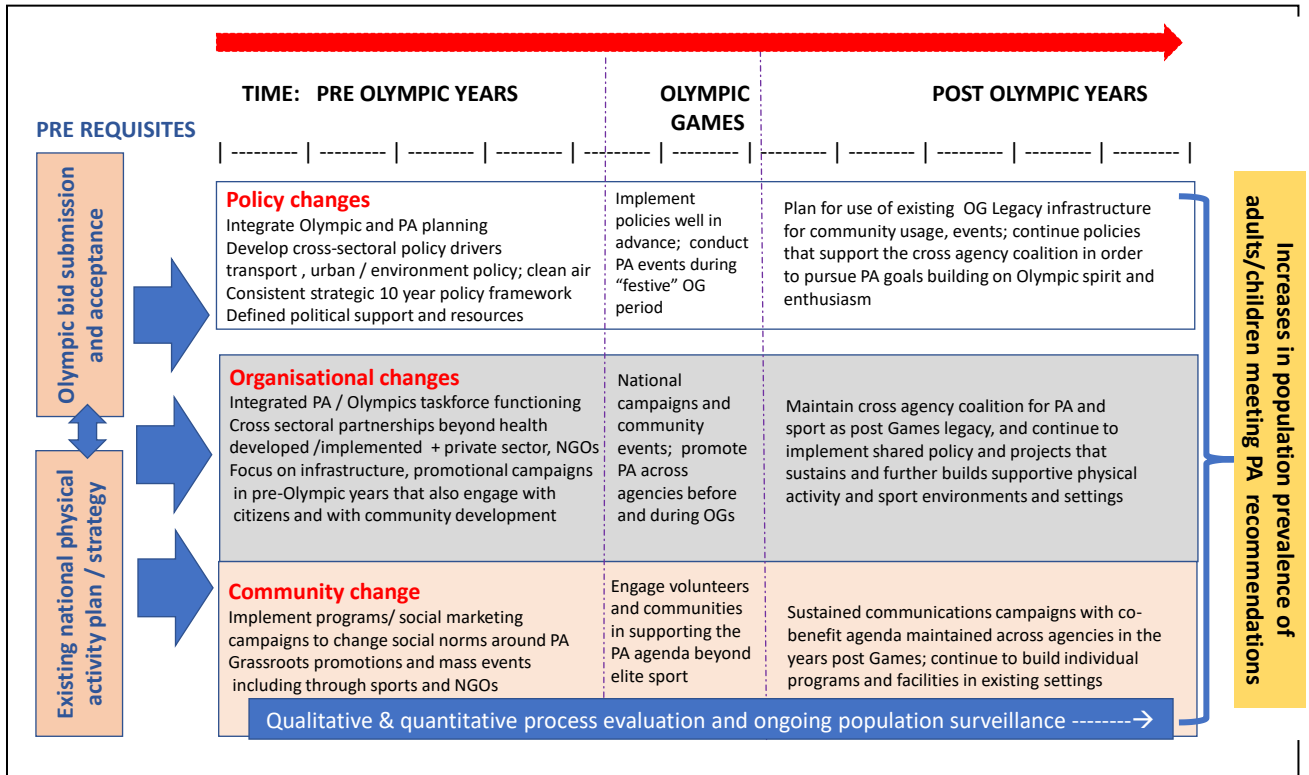 TIME: PRE OLYMPIC YEARS
OLYMPIC
GAMES
POST OLYMPIC YEARS
PRE REQUISITES
| --------- | --------- | --------- | --------- | --------- | --------- | --------- | --------- | --------- | --------- | --------- |
Olympic bid submission
and acceptance
Existing national physical
activity plan / strategy
Policy changes
Integrate Olympic and PA planning
Develop cross-sectoral policy drivers
transport , urban / environment policy; clean air
Consistent strategic 10 year policy framework
Defined political support and resources
Implement
policies well in
advance; conduct
PA events during
“festive” OG
period
Plan for use of existing OG Legacy infrastructure
for community usage, events; continue policies
that support the cross agency coalition in order
to pursue PA goals building on Olympic spirit and
enthusiasm
Organisational changes
Integrated PA / Olympics taskforce functioning
Cross sectoral partnerships beyond health
developed /implemented + private sector, NGOs
Focus on infrastructure, promotional campaigns
in pre-Olympic years that also engage with
citizens and with community development
National
campaigns and
community
events; promote
PA across
agencies before
and during OGs
Maintain cross agency coalition for PA and
sport as post Games legacy, and continue to
implement shared policy and projects that
sustains and further builds supportive physical
activity and sport environments and settings
Community change
Implement programs/ social marketing
campaigns to change social norms around PA
Grassroots promotions and mass events
including through sports and NGOs
Engage volunteers
and communities
in supporting the
PA agenda beyond
elite sport
Sustained communications campaigns with co-
benefit agenda maintained across agencies in the
years post Games; continue to build individual
programs and facilities in existing settings
Qualitative & quantitative process evaluation and ongoing population surveillance --------→
Increases in population prevalence of
adults/children meeting PA recommendations